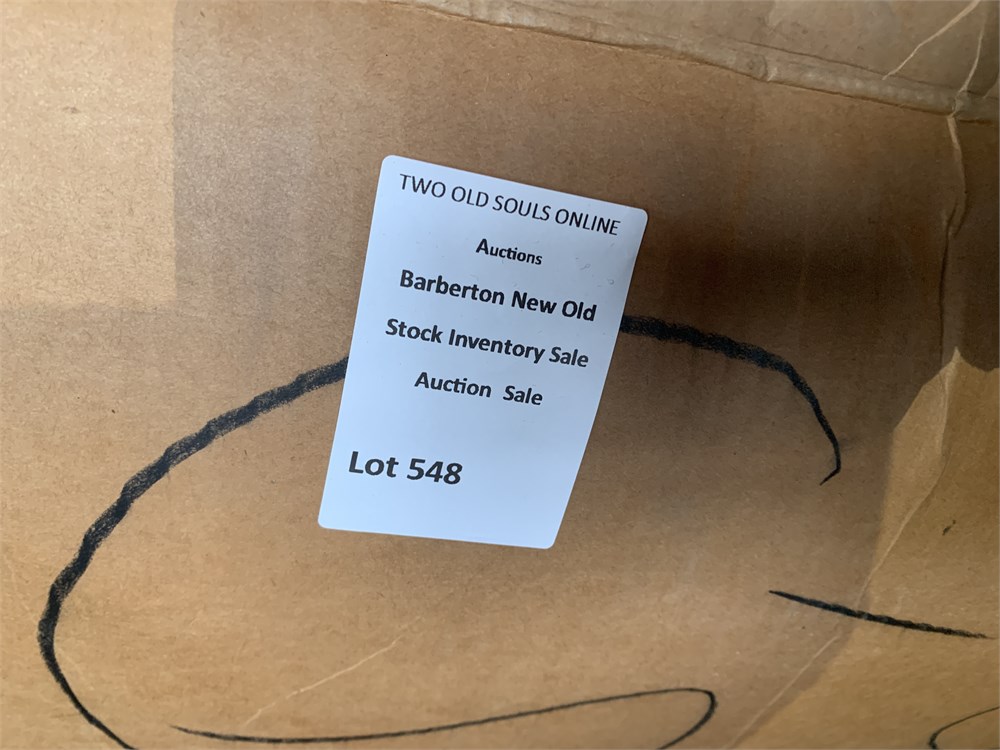 TWO OLD SOULS ONLINE
Auctions
Barberton New Old
Stock Inventory Sale
Auction Sale
Lot 548